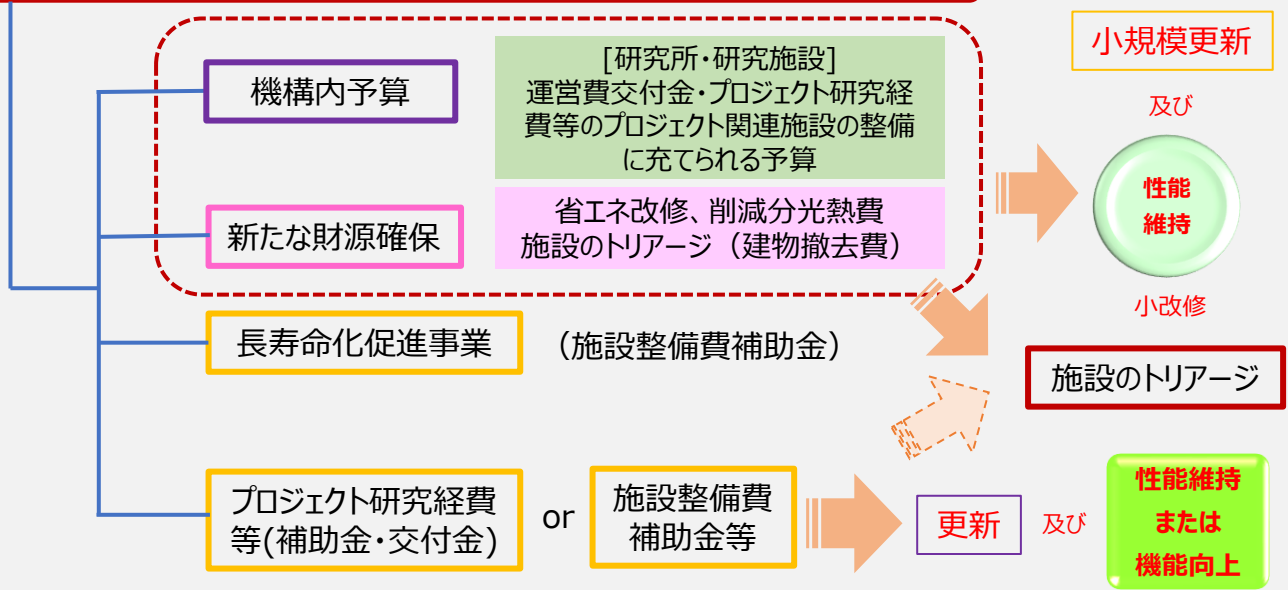 機構内予算
[研究所・研究施設]
運営費交付金・プロジェクト研究経
費等のプロジェクト関連施設の整備
に充てられる予算
小規模更新
及び
性能
維持
小改修
新たな財源確保
省エネ改修、削減分光熱費
施設のトリアージ（建物撤去費）
長寿命化促進事業
（施設整備費補助金）
施設のトリアージ
プロジェクト研究経費
等(補助金・交付金)
or
施設整備費
補助金等
更新
及び
性能維持
または
機能向上